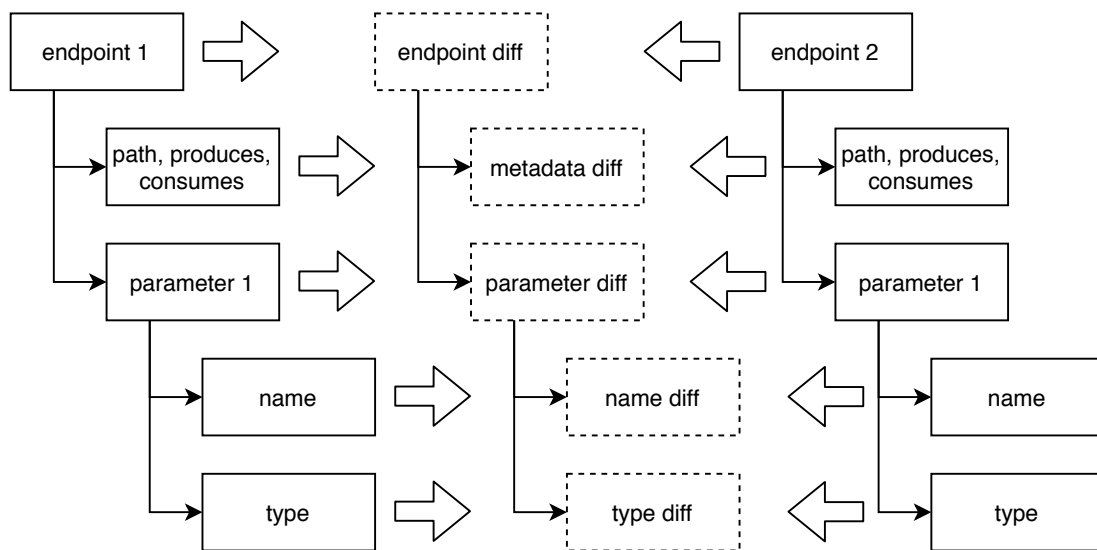 endpoint 1
endpoint diff
endpoint 2
path, produces,
consumes
metadata diff
path, produces,
consumes
parameter 1
parameter diff
parameter 1
name
name diff
name
type
type diff
type